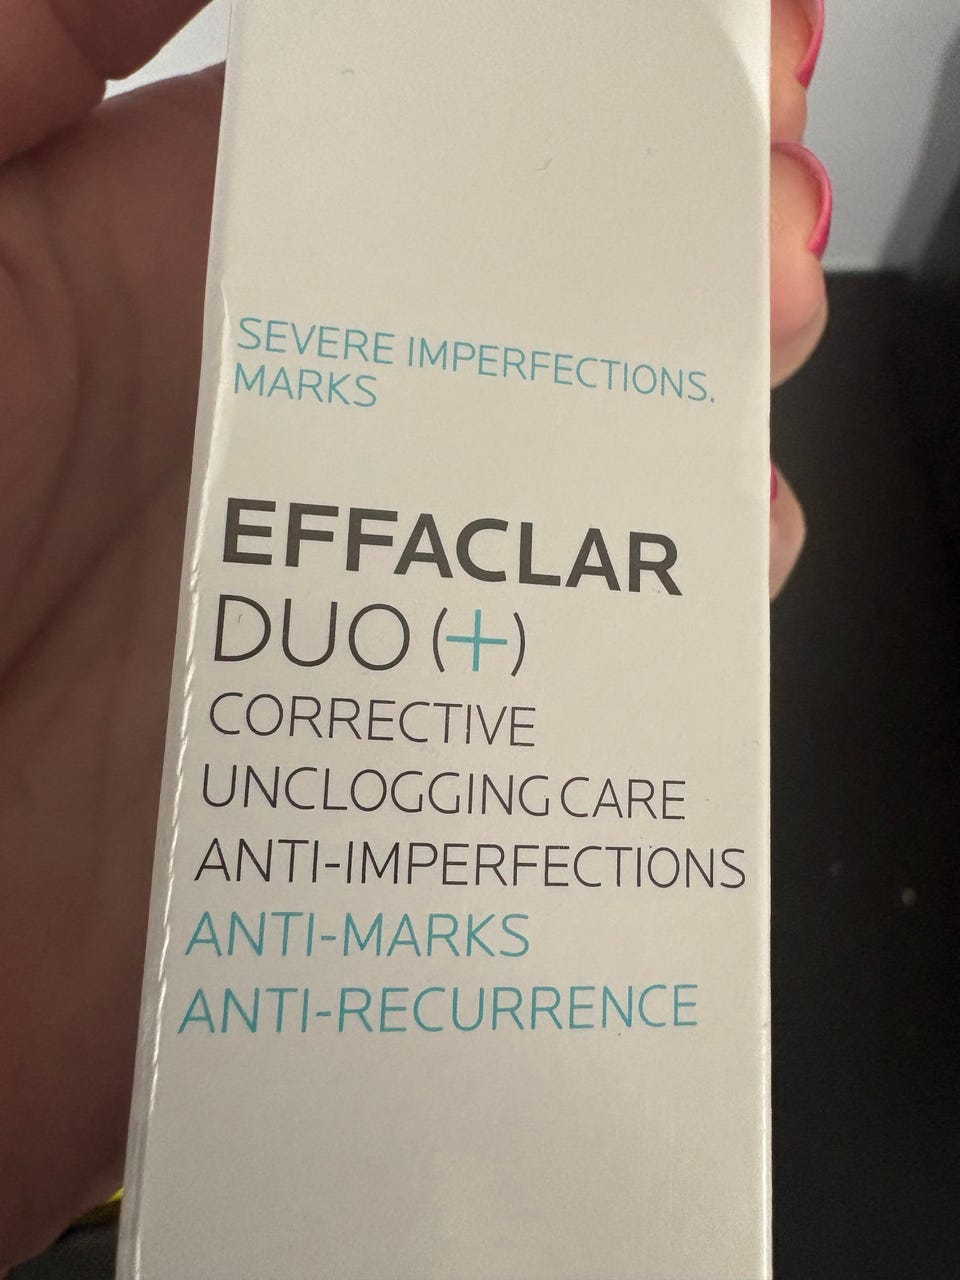 SEVERE IMPERFECTIONS.
MARKS
EFFACLAR
DUO (+)
CORRECTIVE
UNCLOGGING CARE
ANTI-IMPERFECTIONS
ANTI-MARKS
ANTI-RECURRENCE